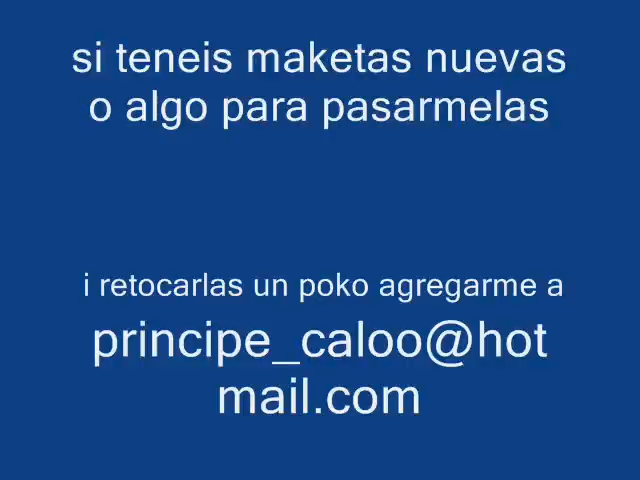 si teneis maketas nuevas
o algo para pasarmelas
i retocarlas un poko agregarme a
principe_caloo@hot
mail.com